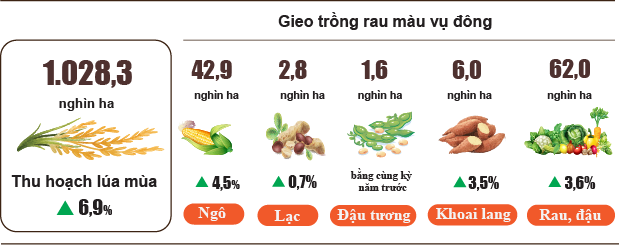 Gieo trồng rau màu vụ đông
1.028,3
nghìn ha
Thu hoạch lúa mùa
▲ 6,9%
42,9
nghìn ha
▲ 4,5%
Ngô
2,8
nghìn ha
▲ 0,7%
Lạc
1,6
nghìn ha
bằng cùng kỳ
năm trước
Đậu tương
6,0
nghìn ha
▲ 3,5%
Khoai lang
62,0
nghìn ha
▲ 3,6%
Rau, đậu